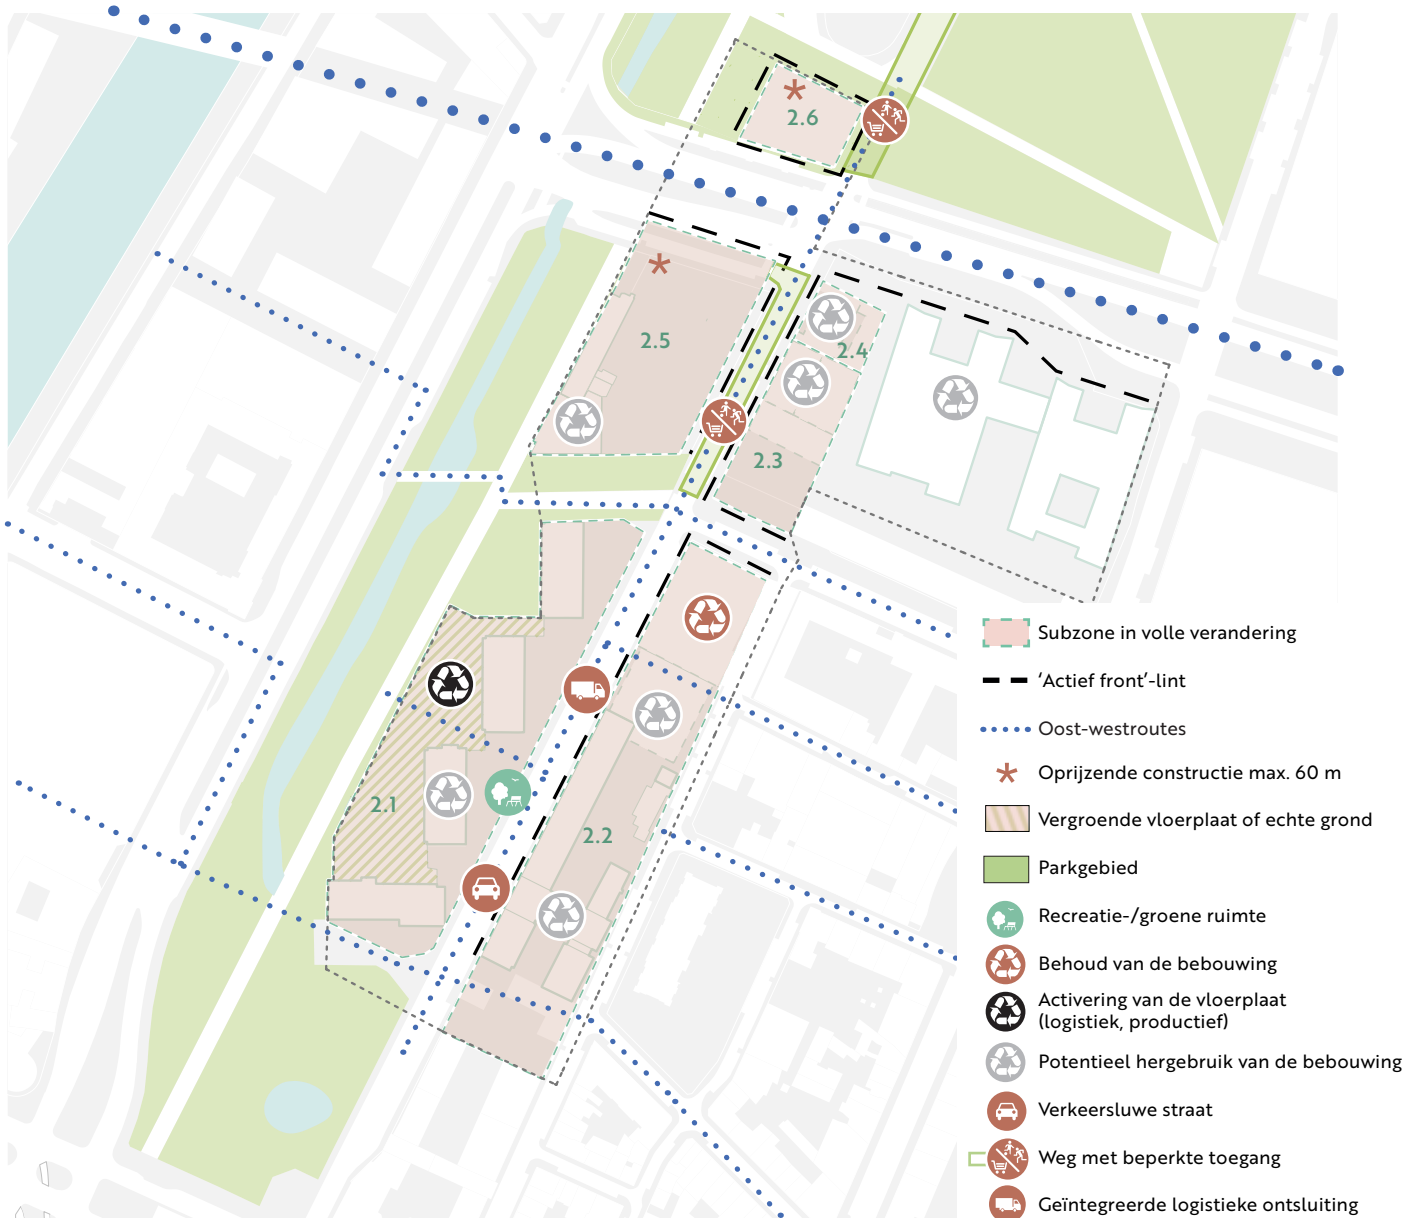 2.6
2.5
2.4
2.3
2.1
2.2
Subzone in volle verandering
‘Actief front’-lint
Oost-westroutes
Oprijzende constructie max. 60 m
Vergroende vloerplaat of echte grond
Parkgebied
Recreatie-/groene ruimte
Behoud van de bebouwing
Activering van de vloerplaat
(logistiek, productief)
Potentieel hergebruik van de bebouwing
Verkeersluwe straat
Weg met beperkte toegang
Geïntegreerde logistieke ontsluiting